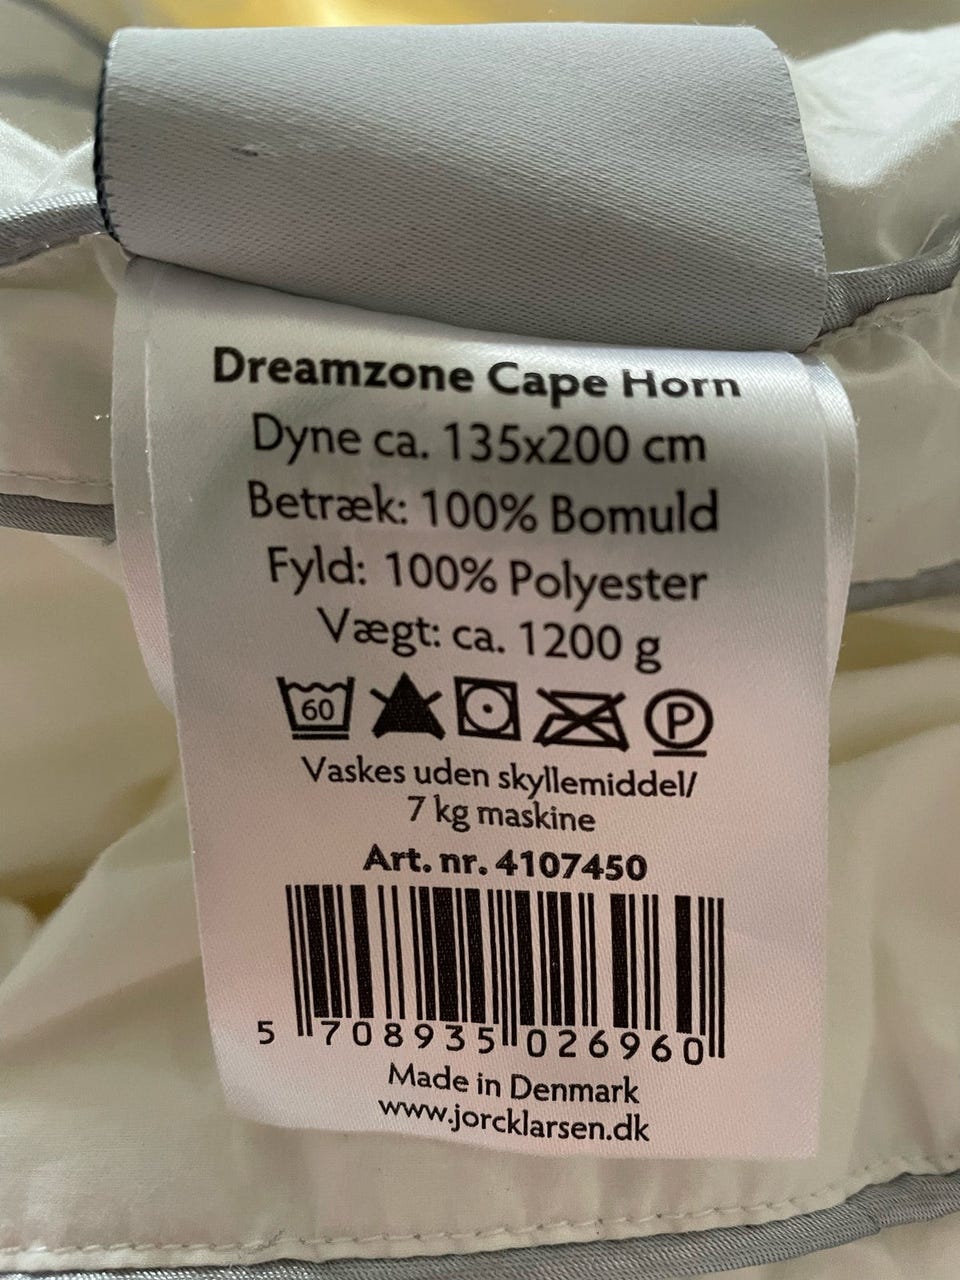 Dreamzone Cape Horn
Dyne ca. 135x200 cm
Betræk: 100% Bomuld
Fyld: 100% Polyester
Vægt: ca. 1200 g
60 P
Vaskes uden skyllemiddel/
7 kg maskine
Art. nr. 4107450
5 708935 026960
Made in Denmark
www.jorcklarsen.dk